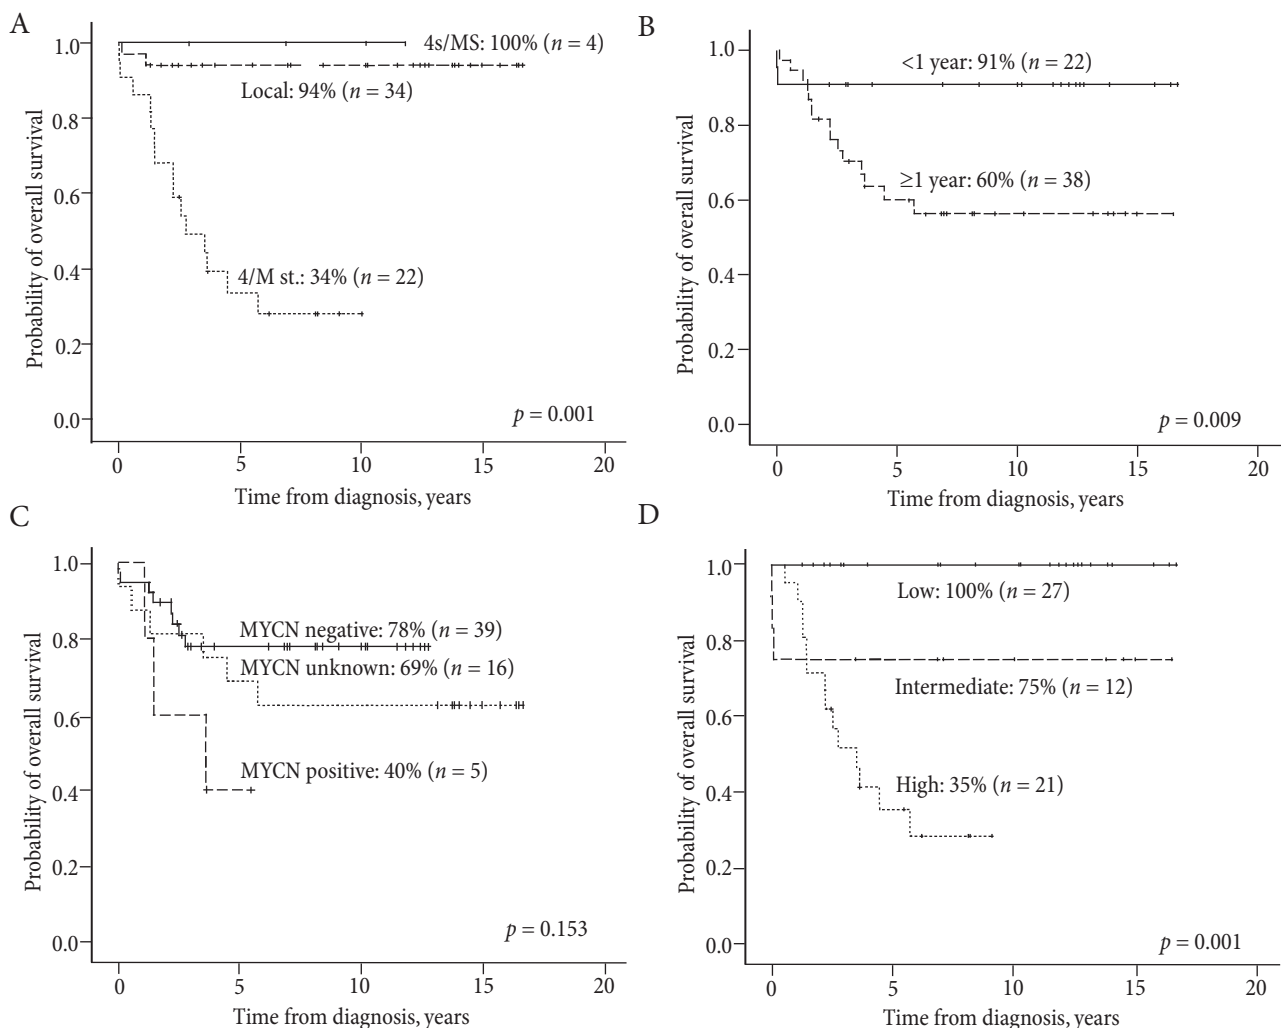 A
Probability of overall survival
1.0
0.8
0.6
0.4
0.2
0.0
4s/MS: 100% (n = 4)
Local: 94% (n = 34)
4/M st.: 34% (n = 22)
p = 0.001
0 5 10 15 20
Time from diagnosis, years
B
Probability of overall survival
1.0
0.8
0.6
0.4
0.2
0.0
<1 year: 91% (n = 22)
≥1 year: 60% (n = 38)
p = 0.009
0 5 10 15 20
Time from diagnosis, years
C
Probability of overall survival
1.0
0.8
0.6
0.4
0.2
0.0
MYCN negative: 78% (n = 39)
MYCN unknown: 69% (n = 16)
MYCN positive: 40% (n = 5)
p = 0.153
0 5 10 15 20
Time from diagnosis, years
D
Probability of overall survival
1.0
0.8
0.6
0.4
0.2
0.0
Low: 100% (n = 27)
Intermediate: 75% (n = 12)
High: 35% (n = 21)
p = 0.001
0 5 10 15 20
Time from diagnosis, years